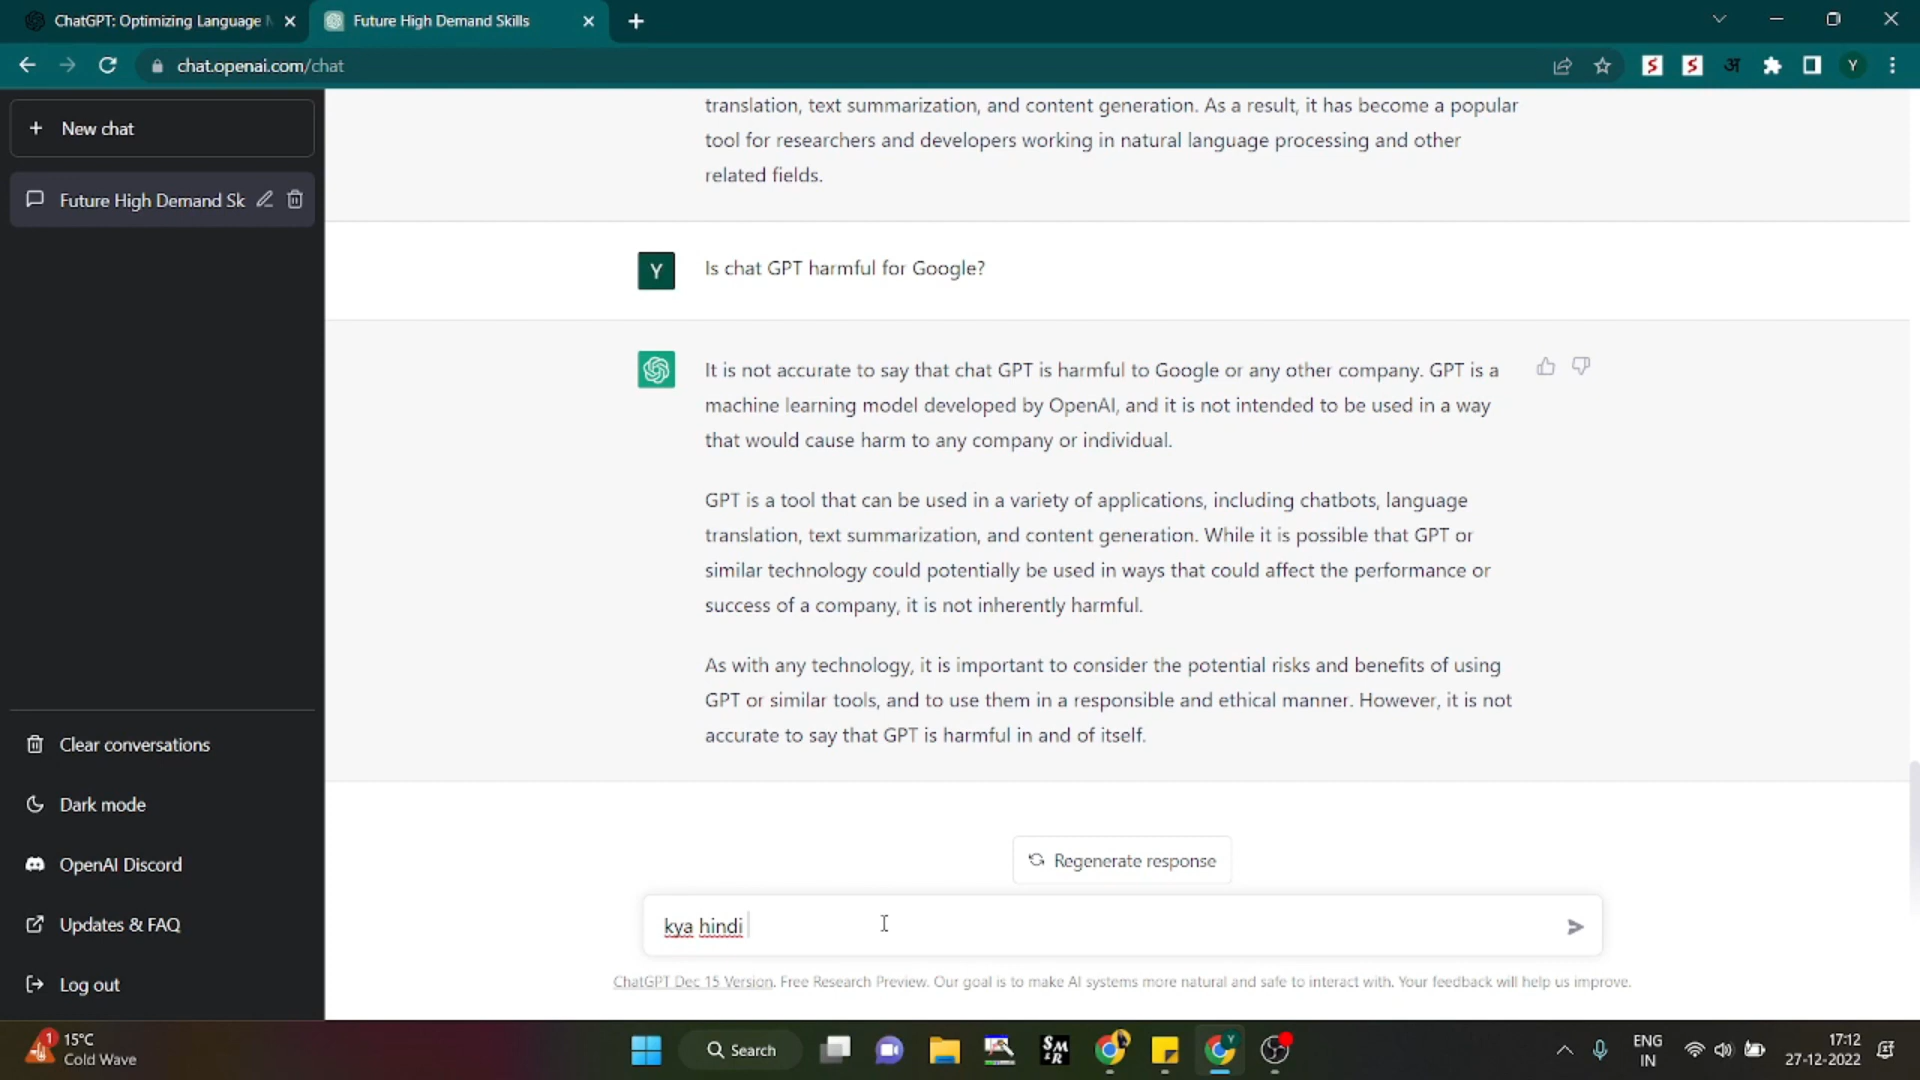 ChatGPT: Optimizing Language
Future High Demand Skills
chat.openai.com/chat
Y
New chat
Future High Demand Sk
translation, text summarization, and content generation. As a result, it has become a popular
tool for researchers and developers working in natural language processing and other
related fields.
Y
Is chat GPT harmful for Google?
It is not accurate to say that chat GPT is harmful to Google or any other company. GPT is a
machine learning model developed by OpenAI, and it is not intended to be used in a way
that would cause harm to any company or individual.
GPT is a tool that can be used in a variety of applications, including chatbots, language
translation, text summarization, and content generation. While it is possible that GPT or
similar technology could potentially be used in ways that could affect the performance or
success of a company, it is not inherently harmful.
As with any technology, it is important to consider the potential risks and benefits of using
GPT or similar tools, and to use them in a responsible and ethical manner. However, it is not
accurate to say that GPT is harmful in and of itself.
Clear conversations
Dark mode
OpenAI Discord
Updates & FAQ
Log out
Regenerate response
kya hindi
ChatGPT Dec 15 Version. Free Research Preview. Our goal is to make AI systems more natural and safe to interact with. Your feedback will help us improve.
1
15°C
Cold Wave
Search
SM
&R
ENG
IN
17:12
27-12-2022